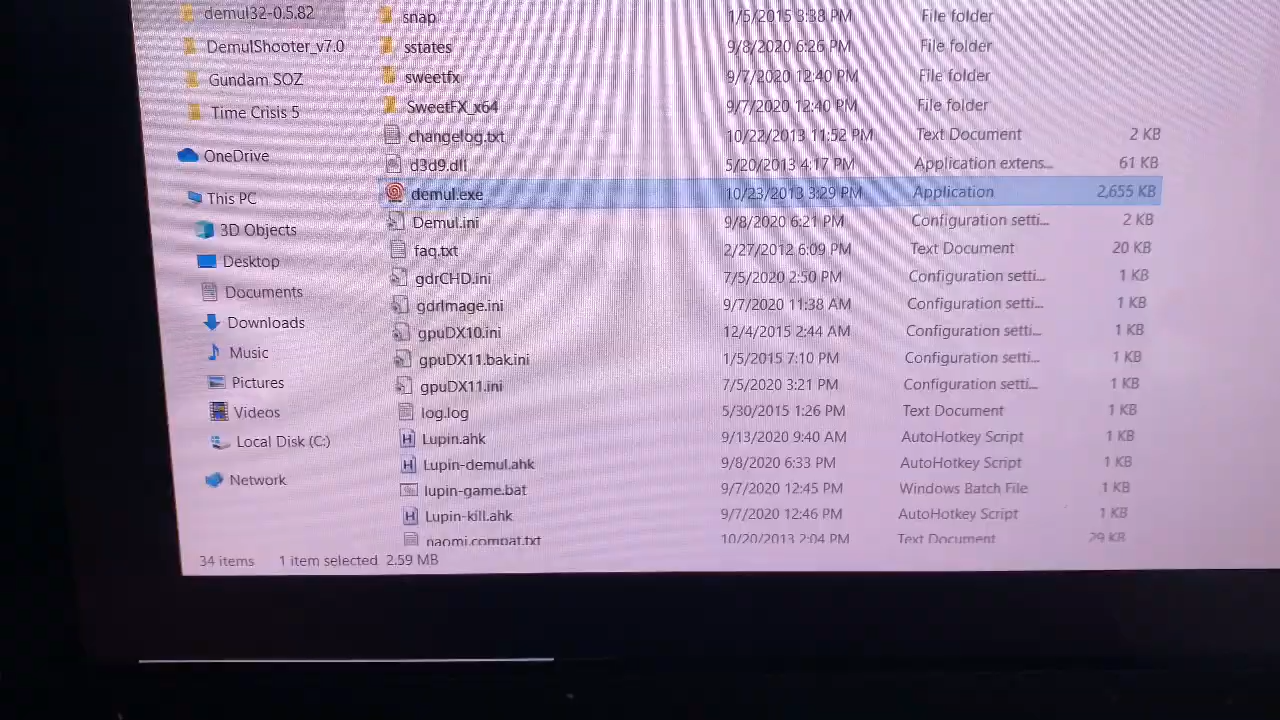 demul32-0.5.82
DemulShooter_v7.0
Gundam SOZ
Time Crisis 5
OneDrive
This PC
3D Objects
Desktop
Documents
Downloads
Music
Pictures
Videos
Local Disk (C:)
Network
snap 1/5/2015 3:38 PM File folder
sstates 9/8/2020 6:26 PM File folder
sweetfx 9/7/2020 12:40 PM File folder
SweetFX_x64 9/7/2020 12:40 PM File folder
changelog.txt 10/22/2013 11:52 PM Text Document 2 KB
d3d9.dll 5/20/2013 4:17 PM Application extens... 61 KB
demul.exe 10/23/2013 3:29 PM Application 2,655 KB
Demul.ini 9/8/2020 6:21 PM Configuration setti... 2 KB
faq.txt 2/27/2012 6:09 PM Text Document 20 KB
gdrCHD.ini 7/5/2020 2:50 PM Configuration setti... 1 KB
gdrImage.ini 9/7/2020 11:38 AM Configuration setti... 1 KB
gpuDX10.ini 12/4/2015 2:44 AM Configuration setti... 1 KB
gpuDX11.bak.ini 1/5/2015 7:10 PM Configuration setti... 1 KB
gpuDX11.ini 7/5/2020 3:21 PM Configuration setti... 1 KB
log.log 5/30/2015 1:26 PM Text Document 1 KB
Lupin.ahk 9/13/2020 9:40 AM AutoHotkey Script 1 KB
Lupin-demul.ahk 9/8/2020 6:33 PM AutoHotkey Script 1 KB
lupin-game.bat 9/7/2020 12:45 PM Windows Batch File 1 KB
Lupin-kill.ahk 9/7/2020 12:46 PM AutoHotkey Script 1 KB
naomi.compat.txt 10/20/2013 2:04 PM Text Document 29 KB
34 items 1 item selected 2.59 MB